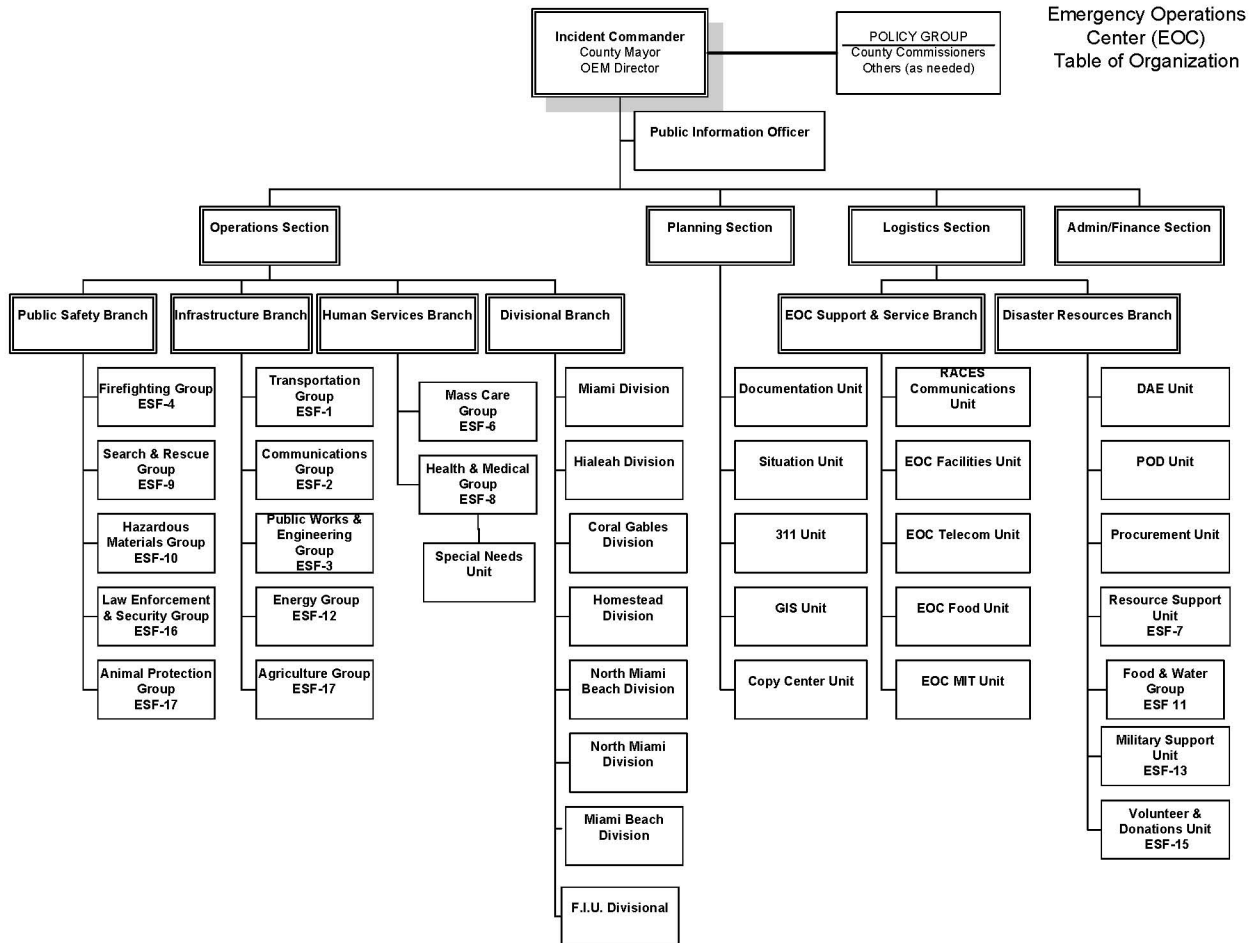 Emergency Operations
Center (EOC)
Table of Organization
Incident Commander
County Mayor
OEM Director
POLICY GROUP
County Commissioners
Others (as needed)
Public Information Officer
Operations Section
Planning Section
Logistics Section
Admin/Finance Section
Public Safety Branch
Infrastructure Branch
Human Services Branch
Divisional Branch
EOC Support & Service Branch
Disaster Resources Branch
Firefighting Group
ESF-4
Search & Rescue
Group
ESF-9
Hazardous
Materials Group
ESF-10
Law Enforcement
& Security Group
ESF-16
Animal Protection
Group
ESF-17
Transportation
Group
ESF-1
Communications
Group
ESF-2
Public Works &
Engineering
Group
ESF-3
Energy Group
ESF-12
Agriculture Group
ESF-17
Mass Care
Group
ESF-6
Health & Medical
Group
ESF-8
Special Needs
Unit
Miami Division
Hialeah Division
Coral Gables
Division
Homestead
Division
North Miami
Beach Division
North Miami
Division
Miami Beach
Division
F.I.U. Divisional
Documentation Unit
Situation Unit
311 Unit
GIS Unit
Copy Center Unit
RACES
Communications
Unit
EOC Facilities Unit
EOC Telecom Unit
EOC Food Unit
EOC MIT Unit
DAE Unit
POD Unit
Procurement Unit
Resource Support
Unit
ESF-7
Food & Water
Group
ESF 11
Military Support
Unit
ESF-13
Volunteer &
Donations Unit
ESF-15